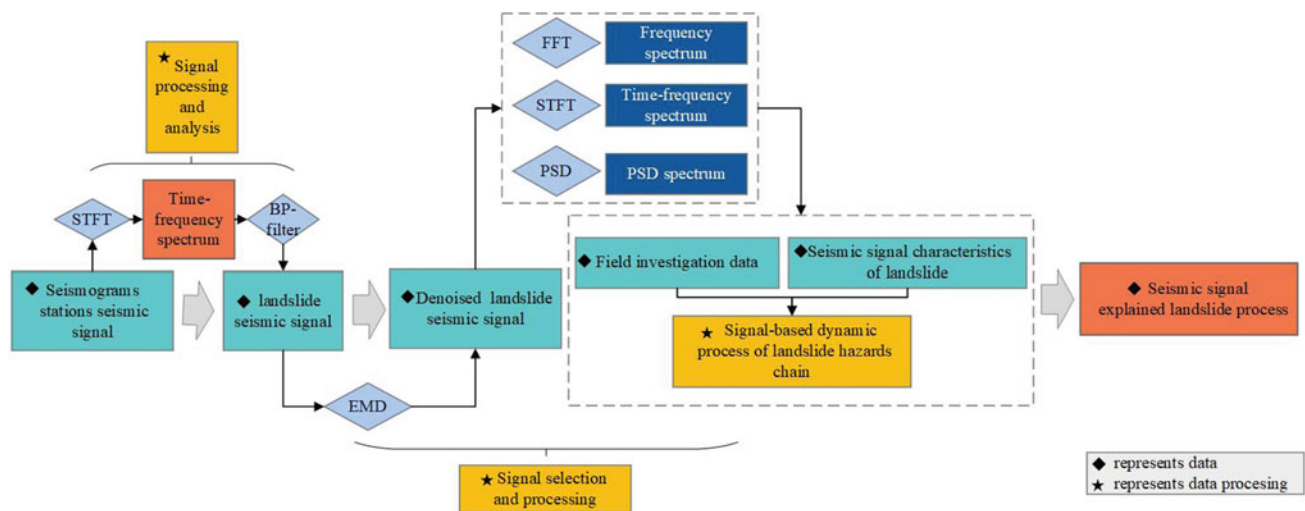 ★ Signal
processing
and
analysis
STFT
Time-
frequency
spectrum
BP-
filter
◆ Seismograms
stations seismic
signal
◆ landslide
seismic signal
◆ Denoised landslide
seismic signal
EMD
FFT
Frequency
spectrum
STFT
Time-frequency
spectrum
PSD
PSD spectrum
◆ Field investigation data
◆ Seismic signal characteristics
of landslide
★ Signal-based dynamic
process of landslide hazards
chain
◆ Seismic signal
explained landslide process
★ Signal selection
and processing
◆ represents data
★ represents data procesing